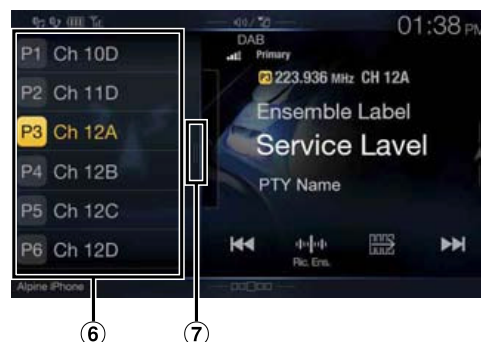 01:38 PM
DAB
Primary
P3 223.936 MHz CH 12A
Ensemble Label
Service Lavel
PTY Name
P1 Ch 10D
P2 Ch 11D
P3 Ch 12A
P4 Ch 12B
P5 Ch 12C
P6 Ch 12D
Ric. Ens.
Alpine iPhone
6 7